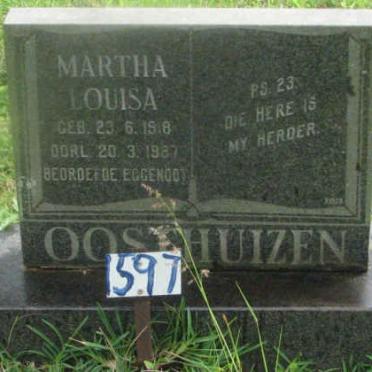 MARTHA
LOUISA
GEB. 23. 6. 1918
OORL. 20. 3. 1987
BEDROEFDE EGGENOOT
PS. 23.
DIE HERE IS
MY HERDER.
OOSTHUIZEN
597